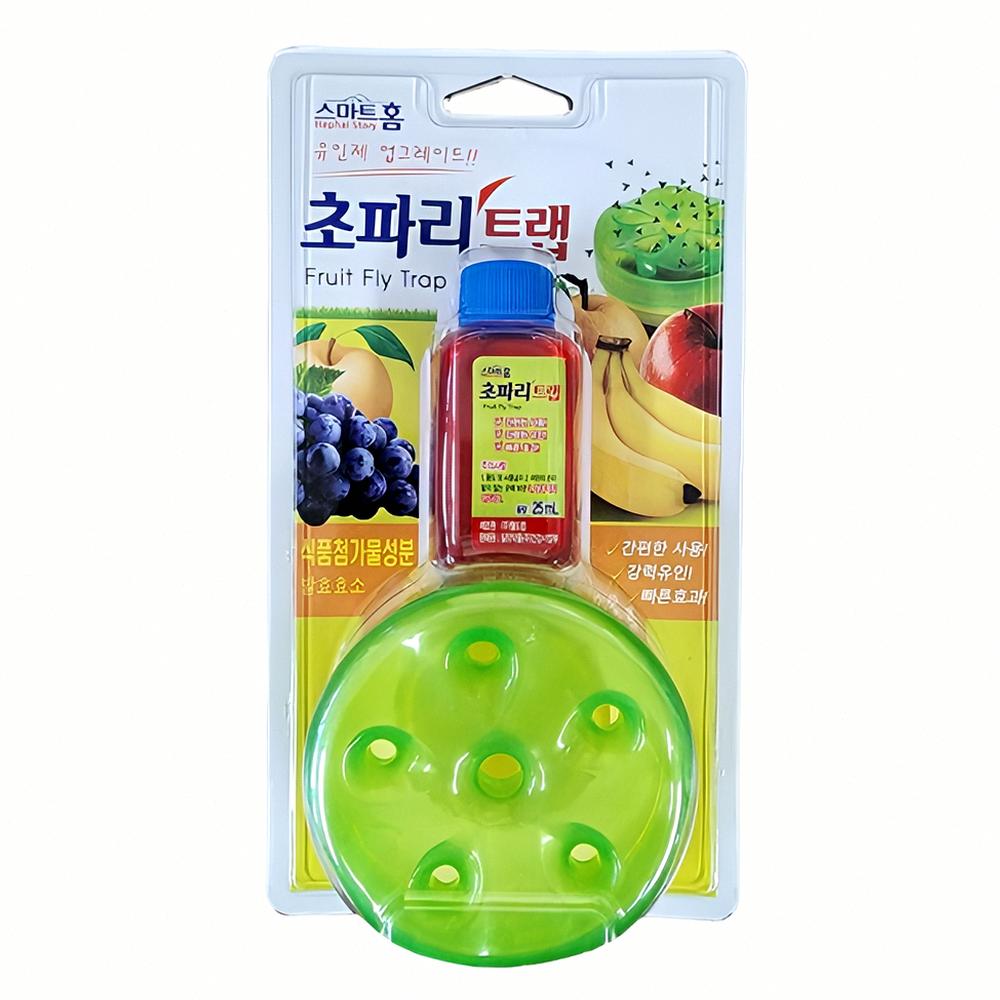 스마트홈
Hephai Story
유인제 업그레이드!!
초파리 트랩
Fruit Fly Trap
스마트홈
초파리 트랩
Fruit Fly Trap
25 mL
식품첨가물성분
발효효소
간편한 사용!
강력유인!
빠른효과!